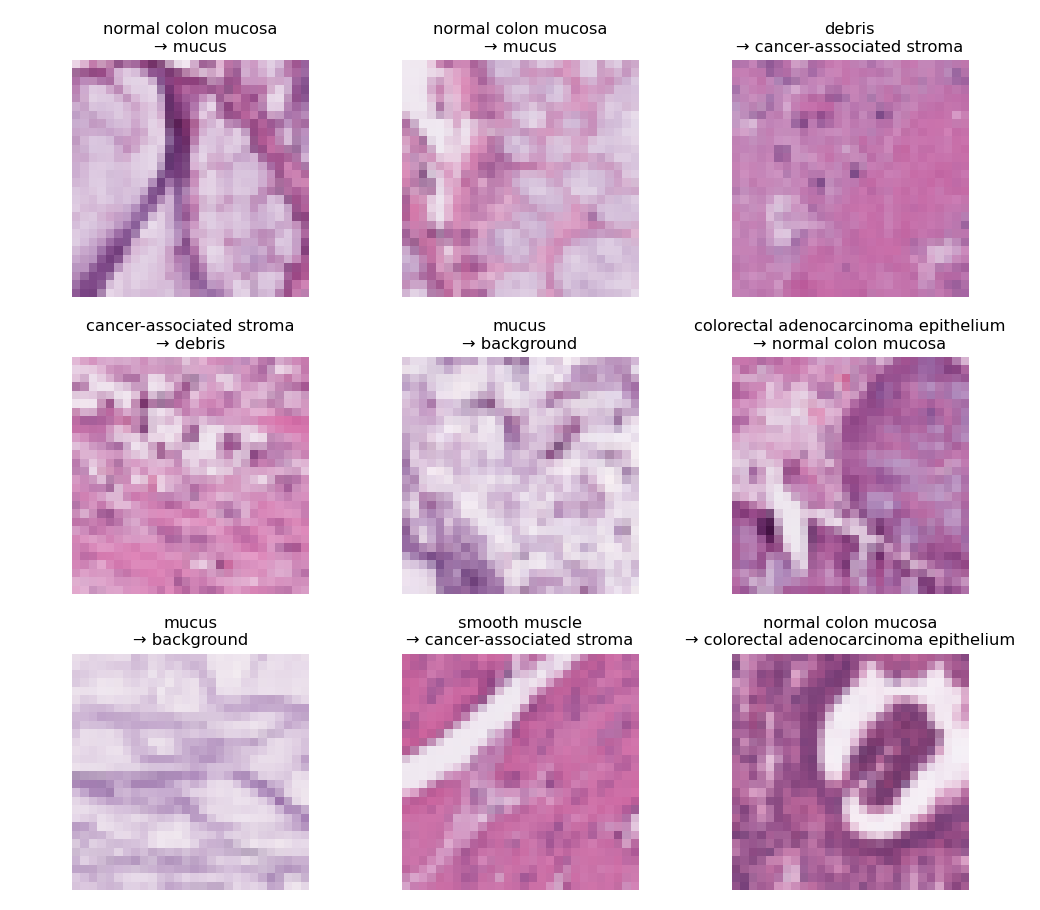 normal colon mucosa
→ mucus
normal colon mucosa
→ mucus
debris
→ cancer-associated stroma
cancer-associated stroma
→ debris
mucus
→ background
colorectal adenocarcinoma epithelium
→ normal colon mucosa
mucus
→ background
smooth muscle
→ cancer-associated stroma
normal colon mucosa
→ colorectal adenocarcinoma epithelium